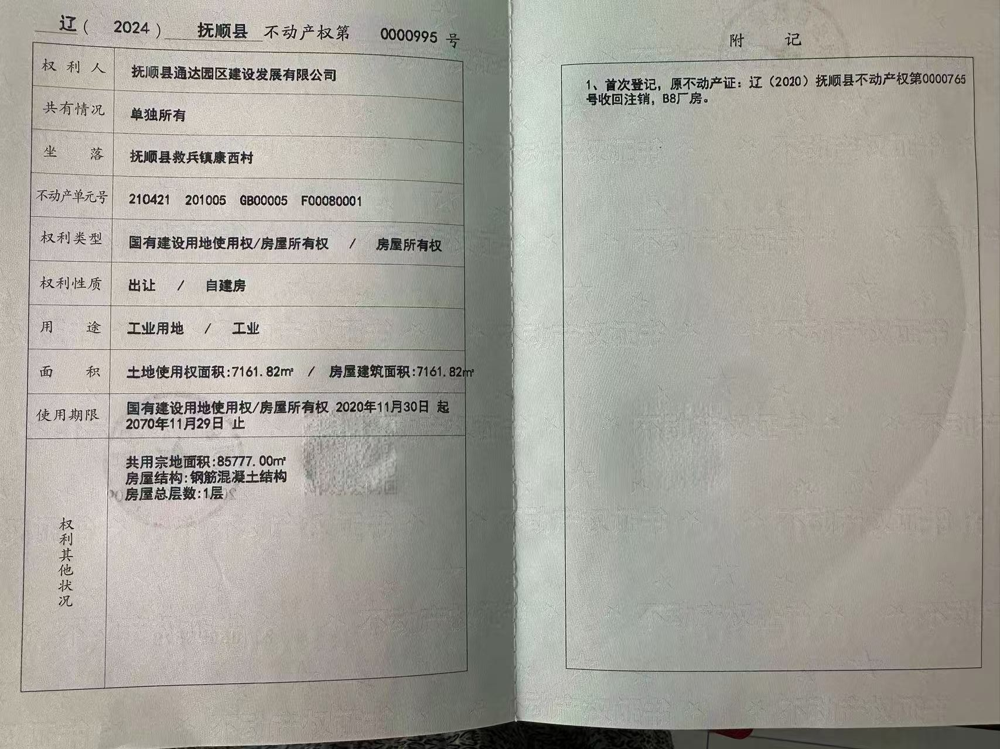 辽（ 2024 ） 抚顺县 不动产权第 0000995 号
权利人 抚顺县通达园区建设发展有限公司
共有情况 单独所有
坐落 抚顺县救兵镇康西村
不动产单元号 210421 201005 GB00005 F00080001
权利类型 国有建设用地使用权/房屋所有权 / 房屋所有权
权利性质 出让 / 自建房
用途 工业用地 / 工业
面积 土地使用权面积:7161.82㎡ / 房屋建筑面积:7161.82㎡
使用期限 国有建设用地使用权/房屋所有权 2020年11月30日 起
2070年11月29日 止
权利其他状况
共用宗地面积:85777.00㎡
房屋结构:钢筋混凝土结构
房屋总层数:1层
附 记
1、首次登记，原不动产证：辽（2020）抚顺县不动产权第0000765
号收回注销，B8厂房。